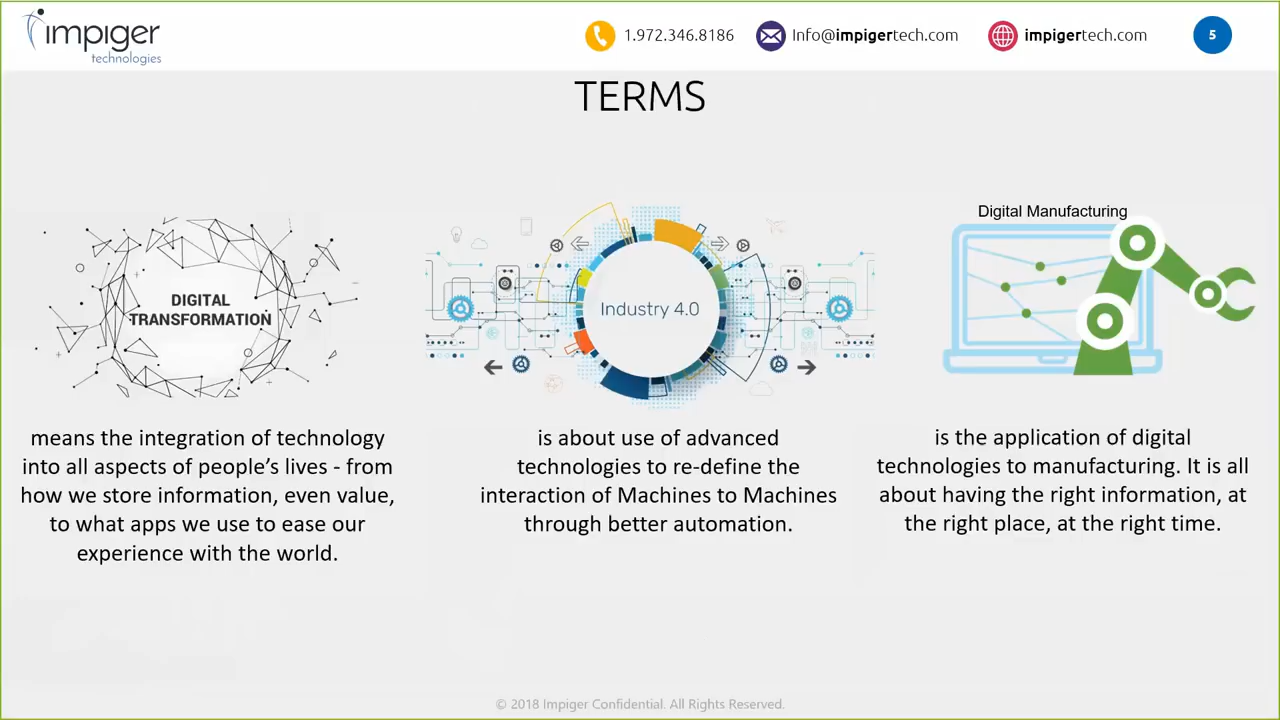 impiger
technologies
1.972.346.8186
Info@impigertech.com
impigertech.com
5
TERMS
DIGITAL
TRANSFORMATION
means the integration of technology
into all aspects of people’s lives - from
how we store information, even value,
to what apps we use to ease our
experience with the world.
Industry 4.0
is about use of advanced
technologies to re-define the
interaction of Machines to Machines
through better automation.
Digital Manufacturing
is the application of digital
technologies to manufacturing. It is all
about having the right information, at
the right place, at the right time.
© 2018 Impiger Confidential. All Rights Reserved.